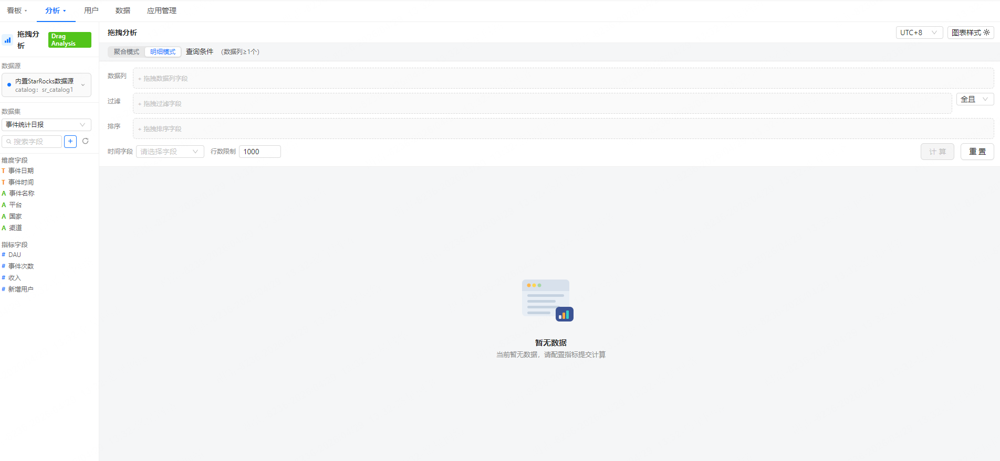 看板
分析
用户
数据
应用管理
拖拽分析
Drag Analysis
数据源
内置StarRocks数据源
catalog: sr_catalog1
数据集
事件统计日报
搜索字段
+
维度字段
T 事件日期
T 事件时间
A 事件名称
A 平台
A 国家
A 渠道
指标字段
# DAU
# 事件次数
# 收入
# 新增用户
拖拽分析
UTC+8
图表样式
聚合模式
明细模式
查询条件 (数据列≥1个)
数据列
+ 拖拽数据列字段
过滤
+ 拖拽过滤字段
全且
排序
+ 拖拽排序字段
时间字段
请选择字段
行数限制
1000
计 算
重 置
暂无数据
当前暂无数据，请配置指标提交计算